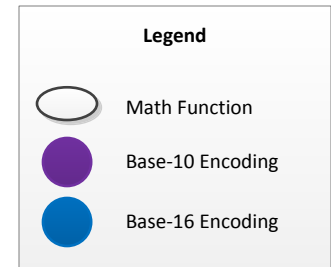 Legend
Math Function
Base-10 Encoding
Base-16 Encoding